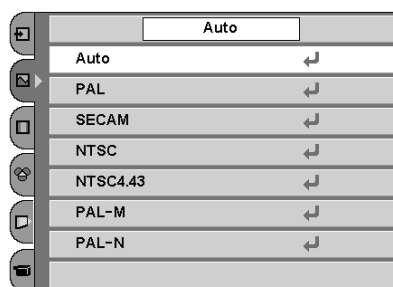 Auto
Auto
PAL
SECAM
NTSC
NTSC4.43
PAL-M
PAL-N